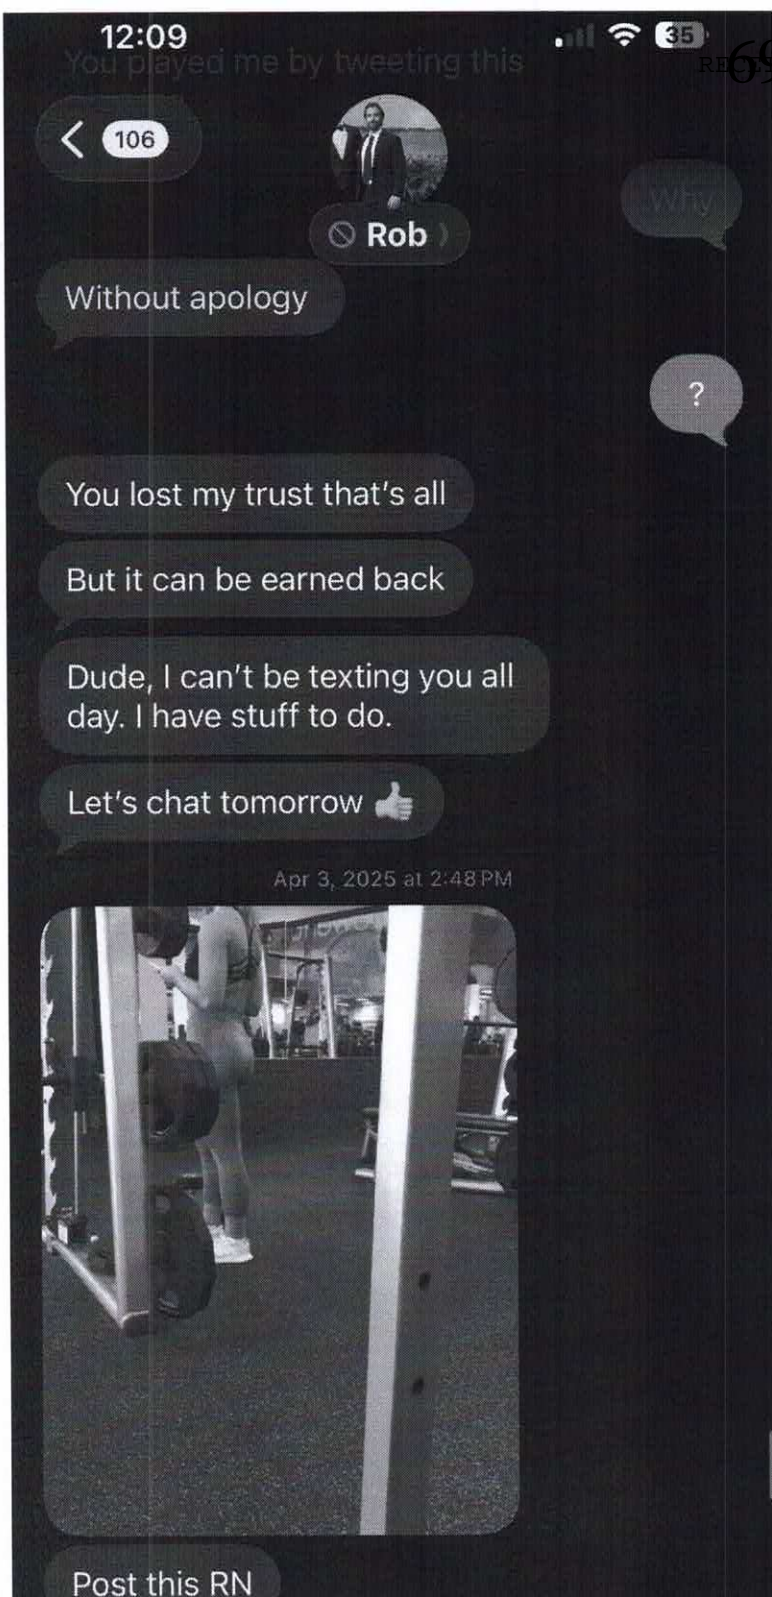 12:09
35
You played me by tweeting this
69
106
Why
Rob
Without apology
?
You lost my trust that's all
But it can be earned back
Dude, I can't be texting you all
day. I have stuff to do.
Let's chat tomorrow 👍
Apr 3, 2025 at 2:48 PM
Post this RN